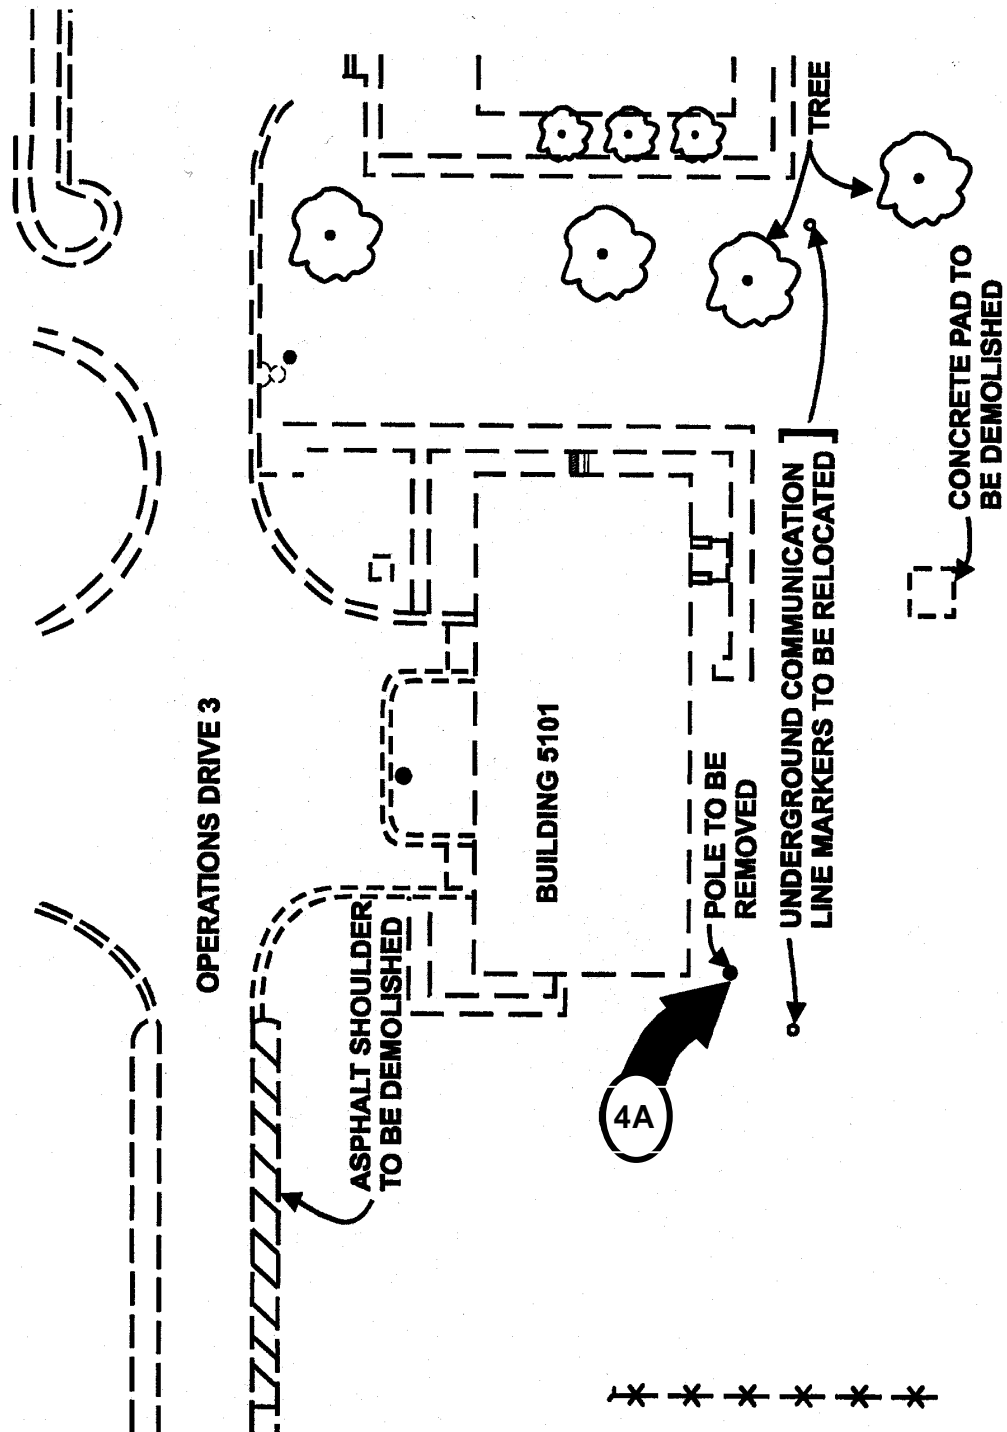 OPERATIONS DRIVE 3
ASPHALT SHOULDER
TO BE DEMOLISHED
BUILDING 5101
POLE TO BE
REMOVED
UNDERGROUND COMMUNICATION
LINE MARKERS TO BE RELOCATED
TREE
CONCRETE PAD TO
BE DEMOLISHED
4A